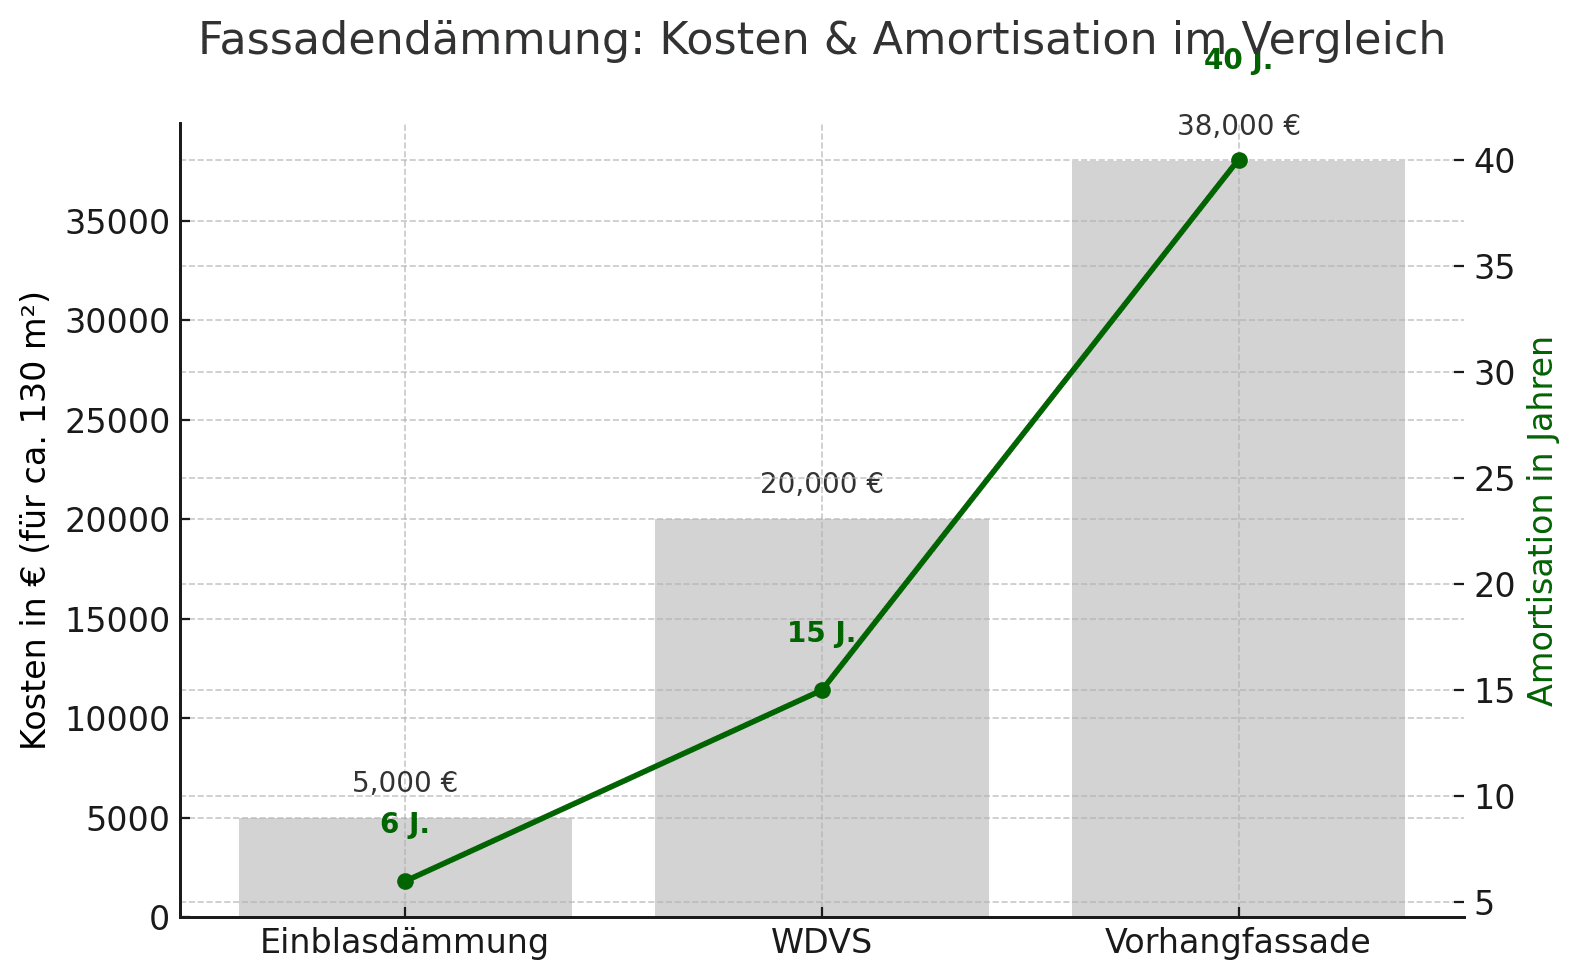 Fassadendämmung: Kosten & Amortisation im Vergleich
40 J.
38,000 €
20,000 €
15 J.
5,000 €
6 J.
Kosten in € (für ca. 130 m²)
35000
30000
25000
20000
15000
10000
5000
0
40
35
30
25
20
15
10
5
Amortisation in Jahren
Einblasdämmung
WDVS
Vorhangfassade